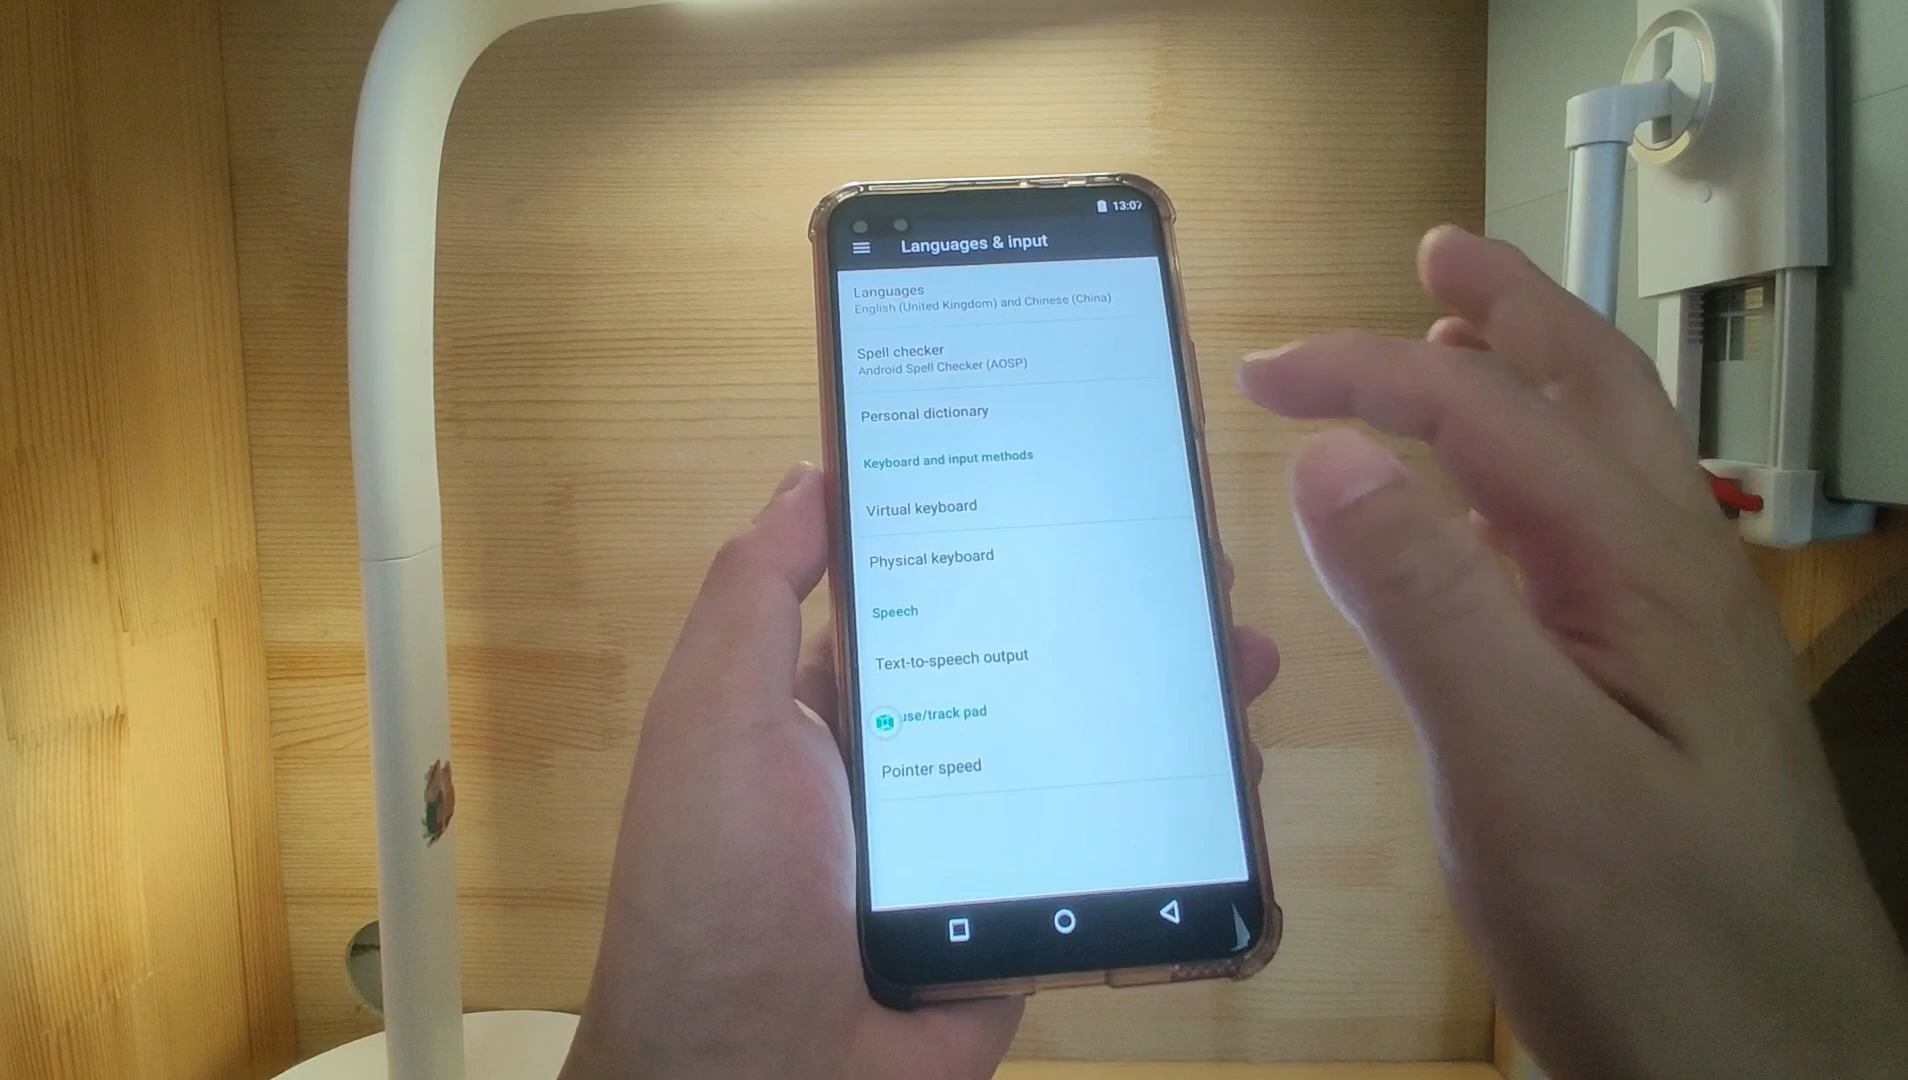 13:07
Languages & input
Languages
English (United Kingdom) and Chinese (China)
Spell checker
Android Spell Checker (AOSP)
Personal dictionary
Keyboard and input methods
Virtual keyboard
Physical keyboard
Speech
Text-to-speech output
use/track pad
Pointer speed